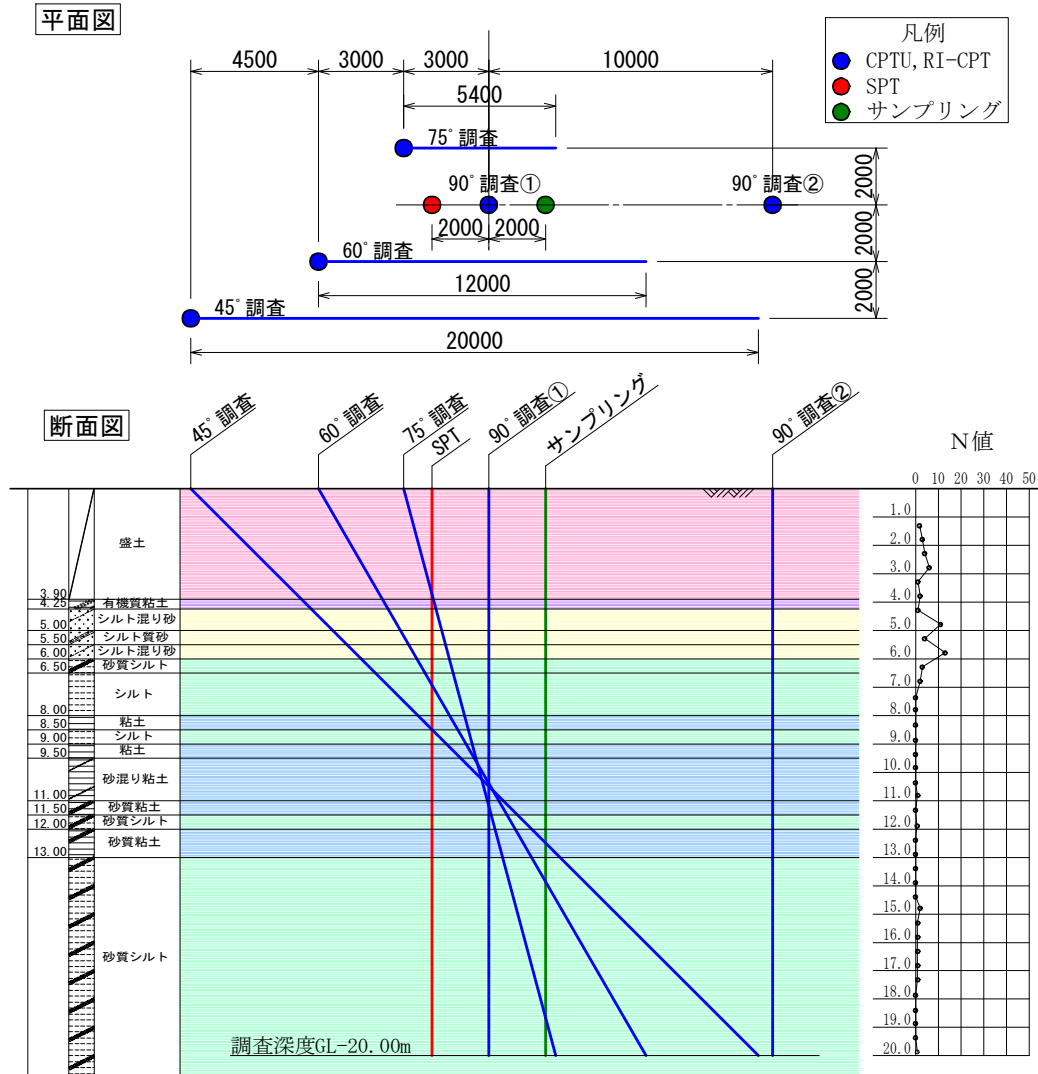 平面図
4500
3000
3000
10000
5400
凡例
CPTU,RI-CPT
SPT
サンプリング
75ﾟ調査
90ﾟ調査①
90ﾟ調査②
2000
2000
2000
2000
2000
60ﾟ調査
12000
45ﾟ調査
20000
断面図
45ﾟ調査
60ﾟ調査
75ﾟ調査
SPT
90ﾟ調査①
サンプリング
90ﾟ調査②
N値
0 10 20 30 40 50
盛土
3.90
有機質粘土
4.25
シルト混り砂
5.00
シルト質砂
5.50
シルト混り砂
6.00
砂質シルト
6.50
シルト
8.00
粘土
8.50
シルト
9.00
粘土
9.50
砂混り粘土
11.00
砂質粘土
11.50
砂質シルト
12.00
砂質粘土
13.00
砂質シルト
調査深度GL-20.00m
1.0
2.0
3.0
4.0
5.0
6.0
7.0
8.0
9.0
10.0
11.0
12.0
13.0
14.0
15.0
16.0
17.0
18.0
19.0
20.0